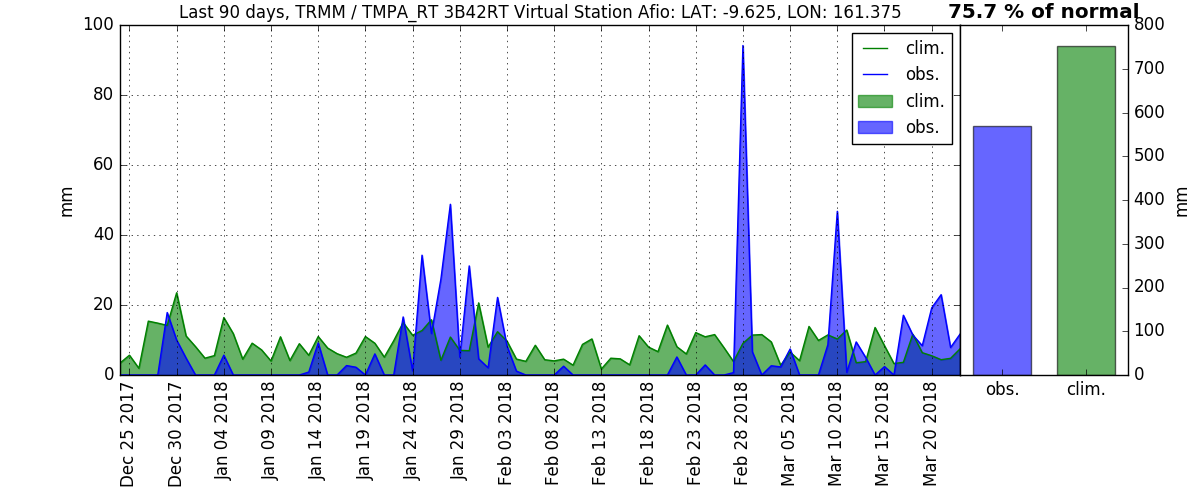 Last 90 days, TRMM / TMPA_RT 3B42RT Virtual Station Afio: LAT: -9.625, LON: 161.375
75.7 % of normal
100
80
60
40
20
0
mm
clim.
obs.
clim.
obs.
Dec 25 2017
Dec 30 2017
Jan 04 2018
Jan 09 2018
Jan 14 2018
Jan 19 2018
Jan 24 2018
Jan 29 2018
Feb 03 2018
Feb 08 2018
Feb 13 2018
Feb 18 2018
Feb 23 2018
Feb 28 2018
Mar 05 2018
Mar 10 2018
Mar 15 2018
Mar 20 2018
800
700
600
500
400
300
200
100
0
mm
obs.
clim.